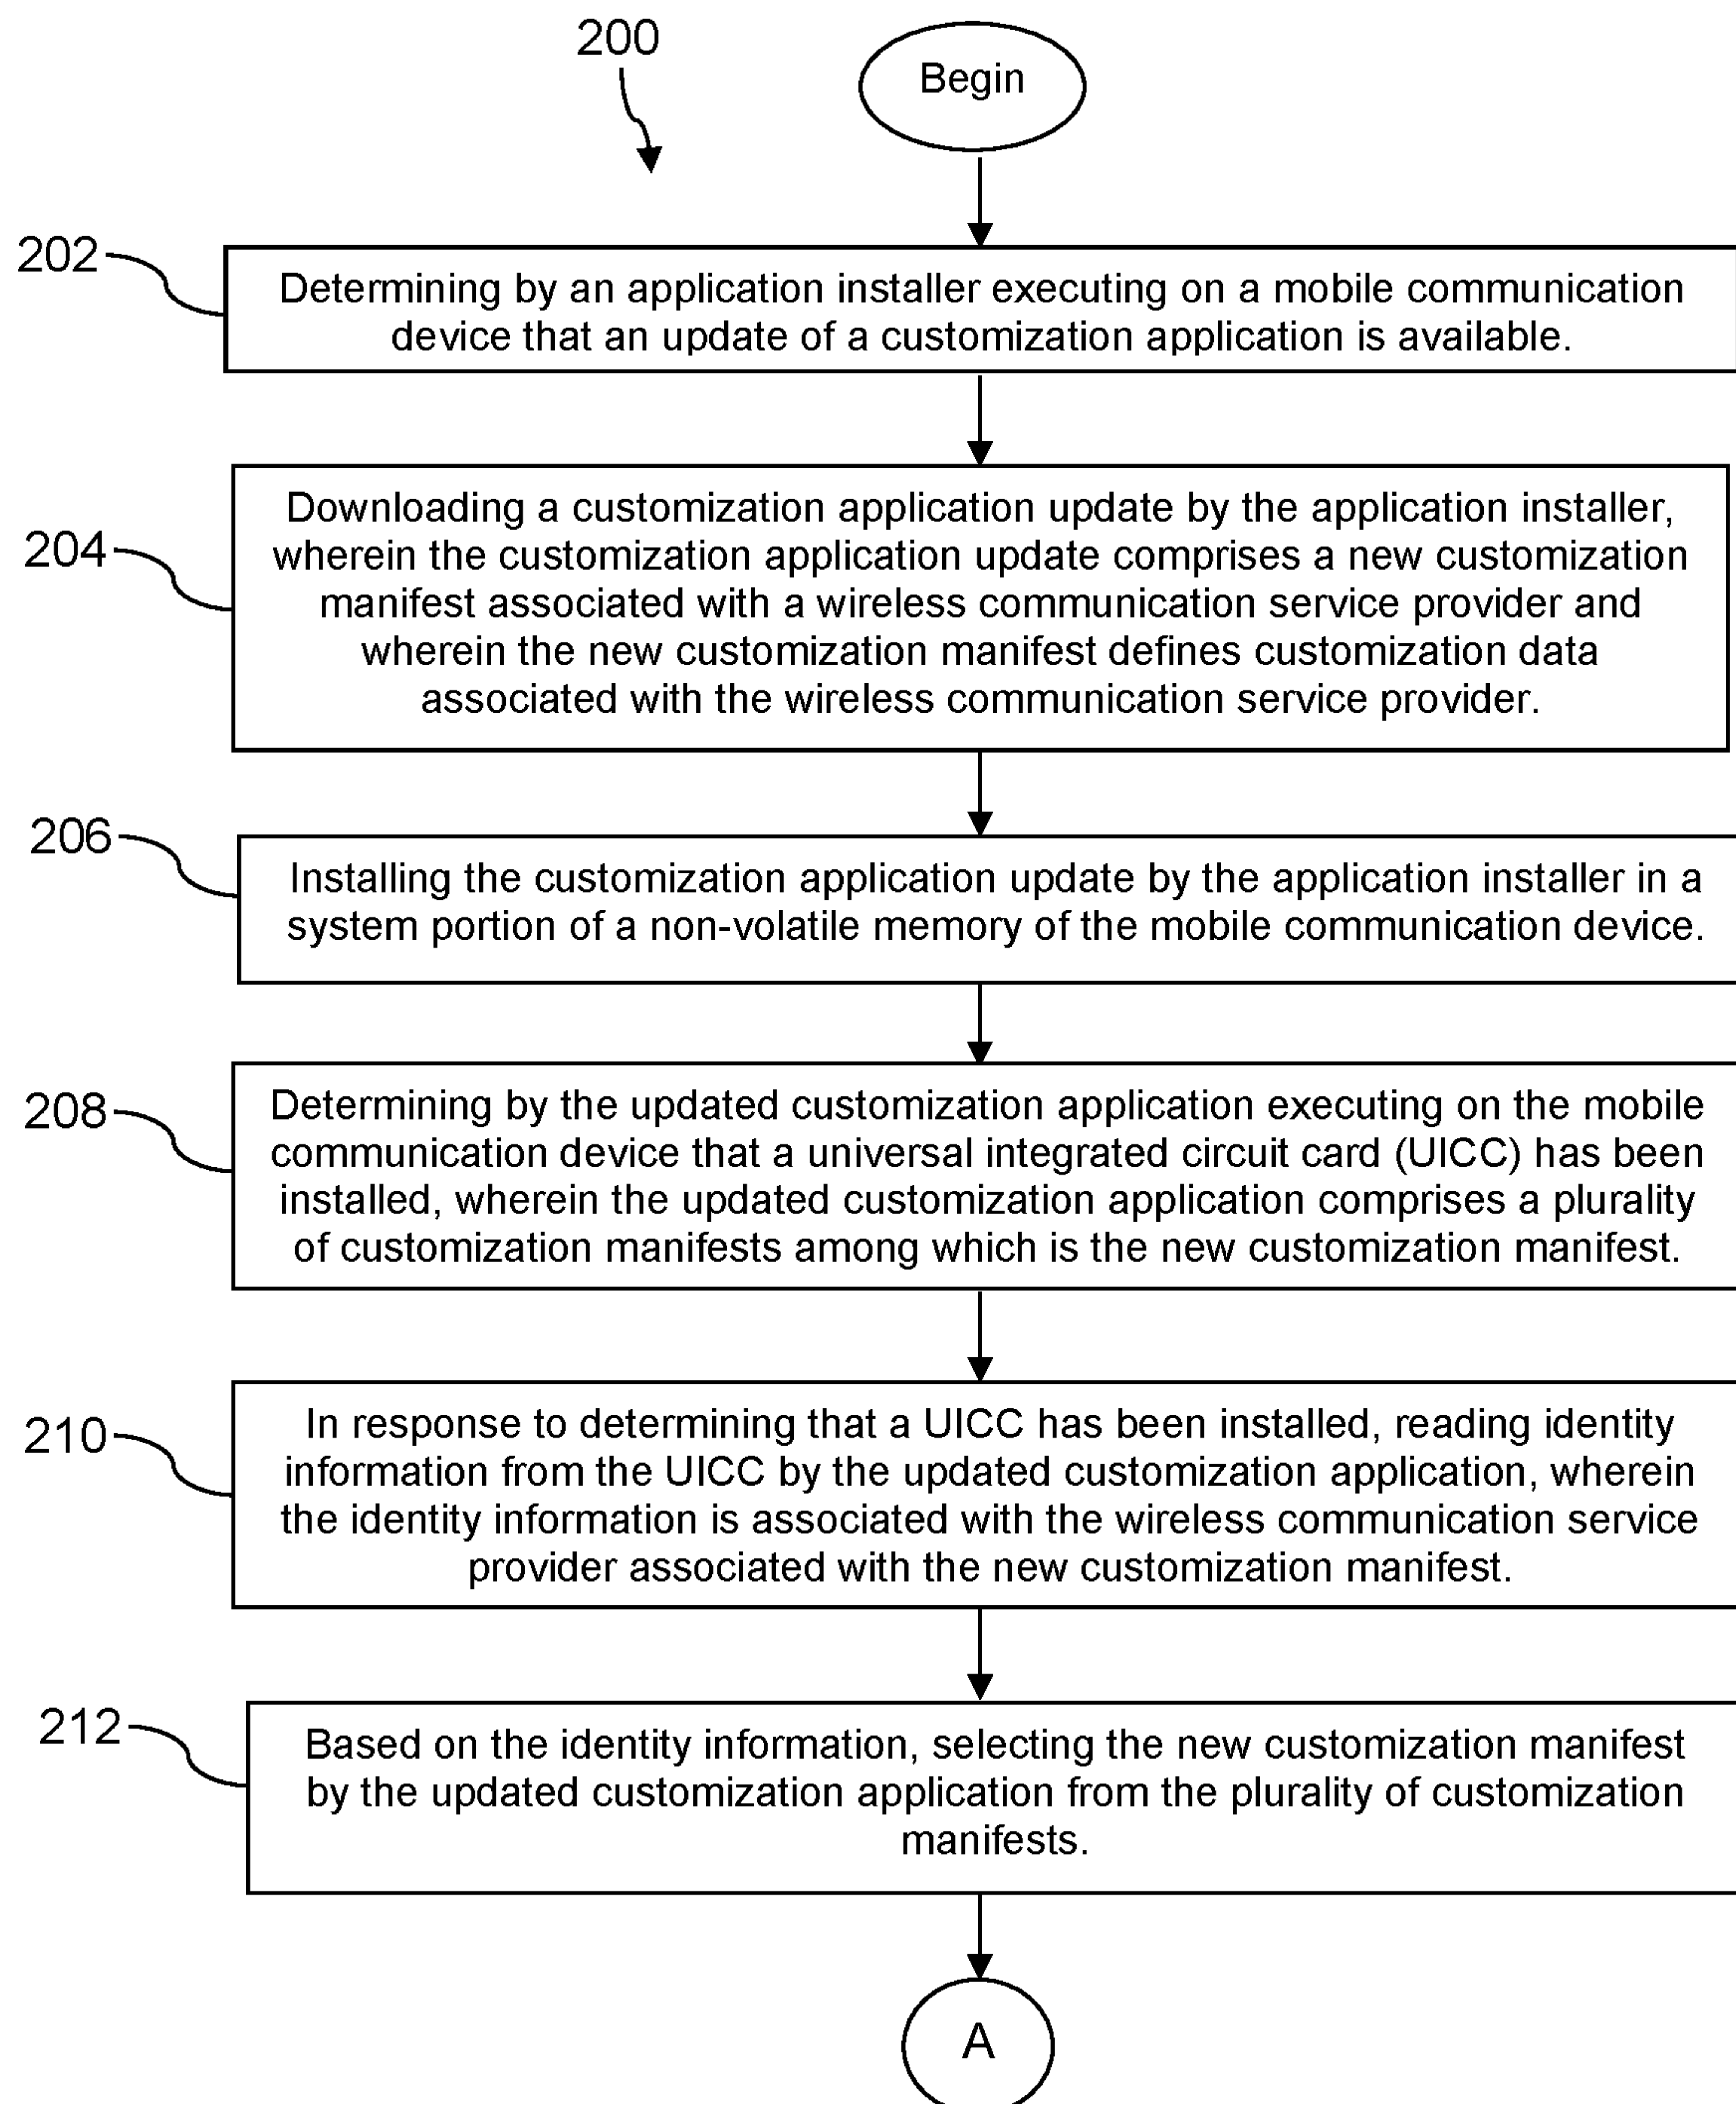 200
Begin
202
Determining by an application installer executing on a mobile communication
device that an update of a customization application is available.
204
Downloading a customization application update by the application installer,
wherein the customization application update comprises a new customization
manifest associated with a wireless communication service provider and
wherein the new customization manifest defines customization data
associated with the wireless communication service provider.
206
Installing the customization application update by the application installer in a
system portion of a non-volatile memory of the mobile communication device.
208
Determining by the updated customization application executing on the mobile
communication device that a universal integrated circuit card (UICC) has been
installed, wherein the updated customization application comprises a plurality
of customization manifests among which is the new customization manifest.
210
In response to determining that a UICC has been installed, reading identity
information from the UICC by the updated customization application, wherein
the identity information is associated with the wireless communication service
provider associated with the new customization manifest.
212
Based on the identity information, selecting the new customization manifest
by the updated customization application from the plurality of customization
manifests.
A